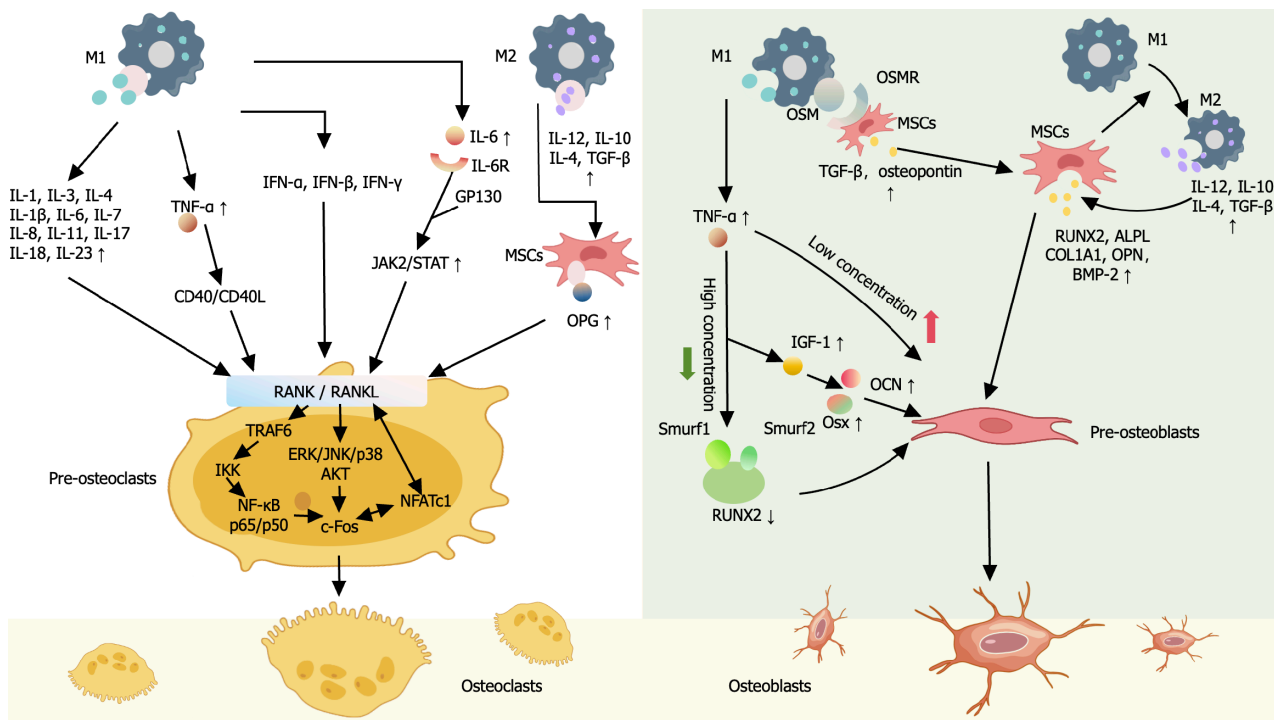 M1
M2
IL-6 ↑
IL-6R
GP130
JAK2/STAT ↑
IL-12, IL-10
IL-4, TGF-β
↑
IFN-α, IFN-β, IFN-γ
IL-1, IL-3, IL-4
IL-1β, IL-6, IL-7
IL-8, IL-11, IL-17
IL-18, IL-23 ↑
TNF-α ↑
CD40/CD40L
MSCs
OPG ↑
RANK / RANKL
TRAF6
IKK
NF-κB
p65/p50
ERK/JNK/p38
AKT
c-Fos
NFATc1
Pre-osteoclasts
Osteoclasts
M1
OSM
OSMR
MSCs
TGF-β, osteopontin
↑
M1
M2
MSCs
IL-12, IL-10
IL-4, TGF-β
↑
RUNX2, ALPL
COL1A1, OPN,
BMP-2 ↑
TNF-α ↑
Low concentration
High concentration
IGF-1 ↑
OCN ↑
Osx ↑
Smurf1
Smurf2
RUNX2 ↓
Pre-osteoblasts
Osteoblasts